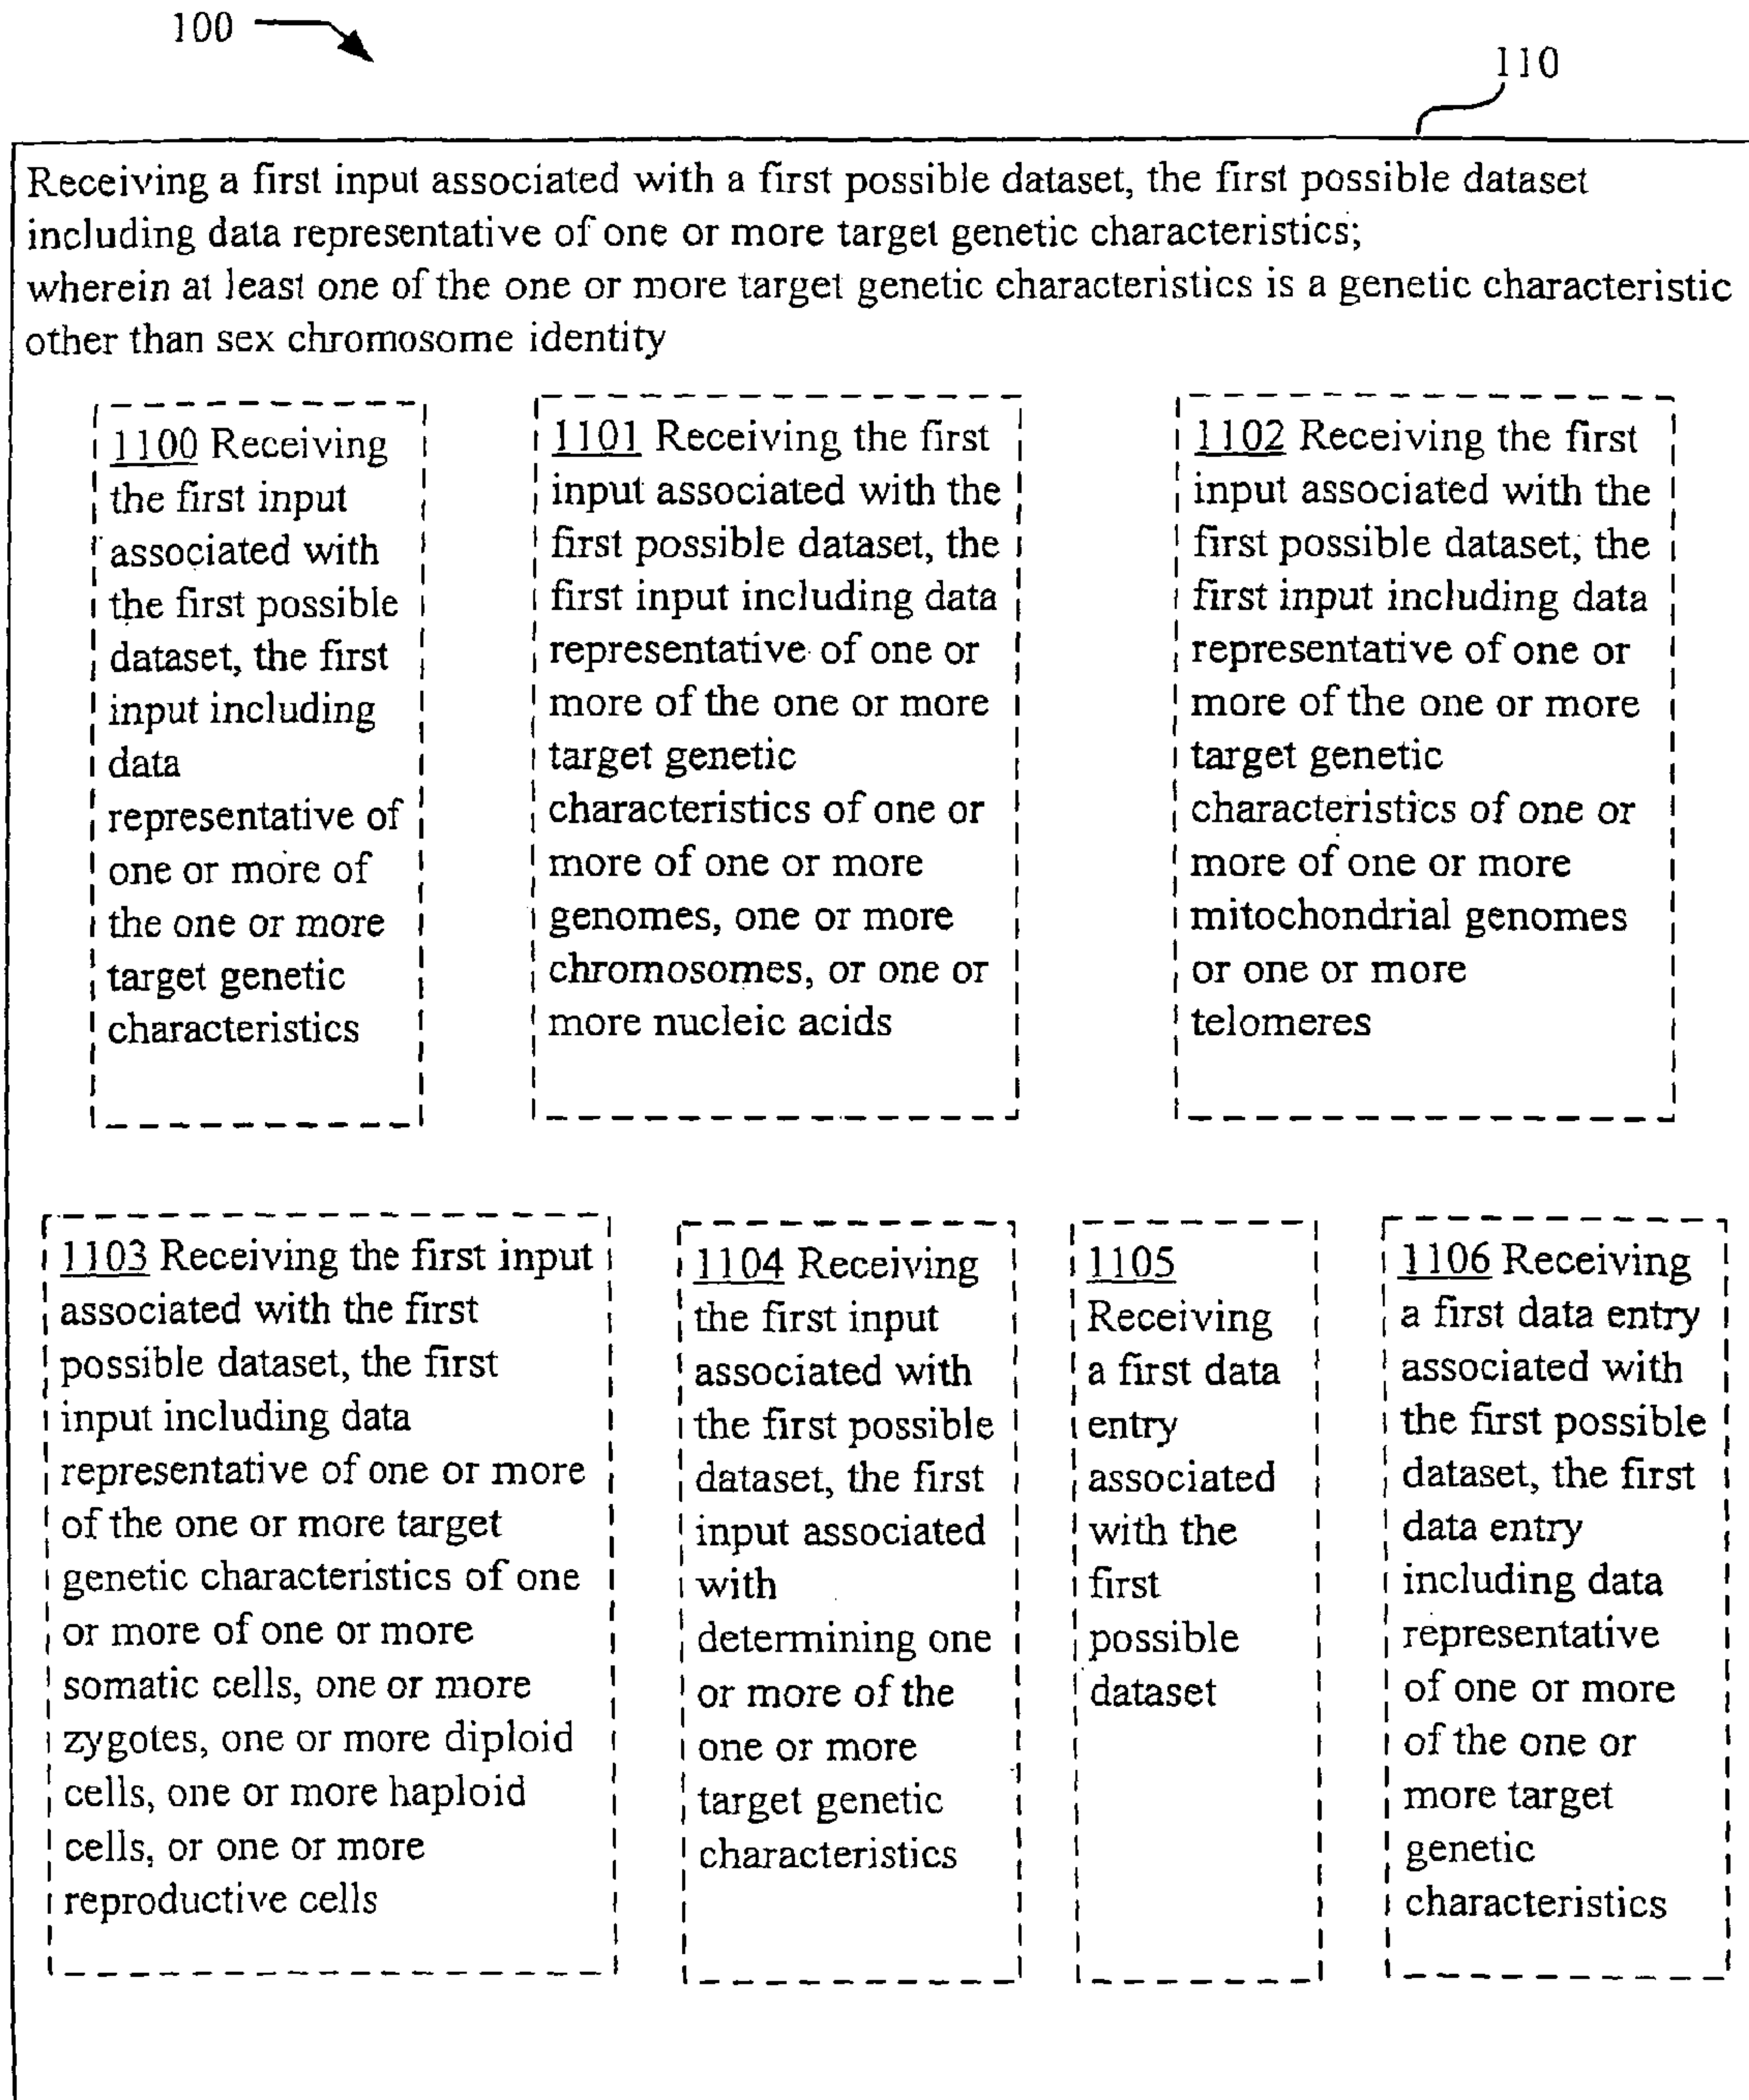 100
110
Receiving a first input associated with a first possible dataset, the first possible dataset
including data representative of one or more target genetic characteristics;
wherein at least one of the one or more target genetic characteristics is a genetic characteristic
other than sex chromosome identity
1100 Receiving
the first input
associated with
the first possible
dataset, the first
input including
data
representative of
one or more of
the one or more
target genetic
characteristics
1101 Receiving the first
input associated with the
first possible dataset, the
first input including data
representative of one or
more of the one or more
target genetic
characteristics of one or
more of one or more
genomes, one or more
chromosomes, or one or
more nucleic acids
1102 Receiving the first
input associated with the
first possible dataset, the
first input including data
representative of one or
more of the one or more
target genetic
characteristics of one or
more of one or more
mitochondrial genomes
or one or more
telomeres
1103 Receiving the first input
associated with the first
possible dataset, the first
input including data
representative of one or more
of the one or more target
genetic characteristics of one
or more of one or more
somatic cells, one or more
zygotes, one or more diploid
cells, one or more haploid
cells, or one or more
reproductive cells
1104 Receiving
the first input
associated with
the first possible
dataset, the first
input associated
with
determining one
or more of the
one or more
target genetic
characteristics
1105
Receiving
a first data
entry
associated
with the
first
possible
dataset
1106 Receiving
a first data entry
associated with
the first possible
dataset, the first
data entry
including data
representative
of one or more
of the one or
more target
genetic
characteristics